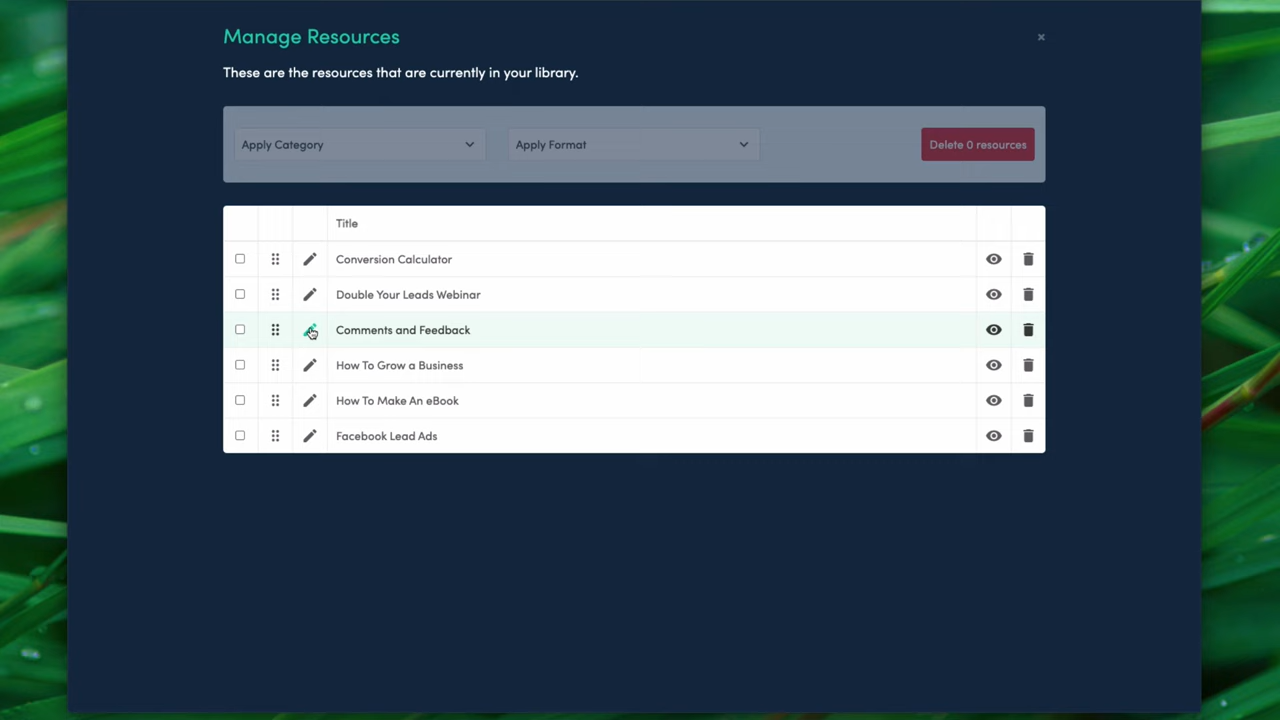 Manage Resources
×
These are the resources that are currently in your library.
Apply Category
Apply Format
Delete 0 resources
Title
Conversion Calculator
Double Your Leads Webinar
Comments and Feedback
How To Grow a Business
How To Make An eBook
Facebook Lead Ads